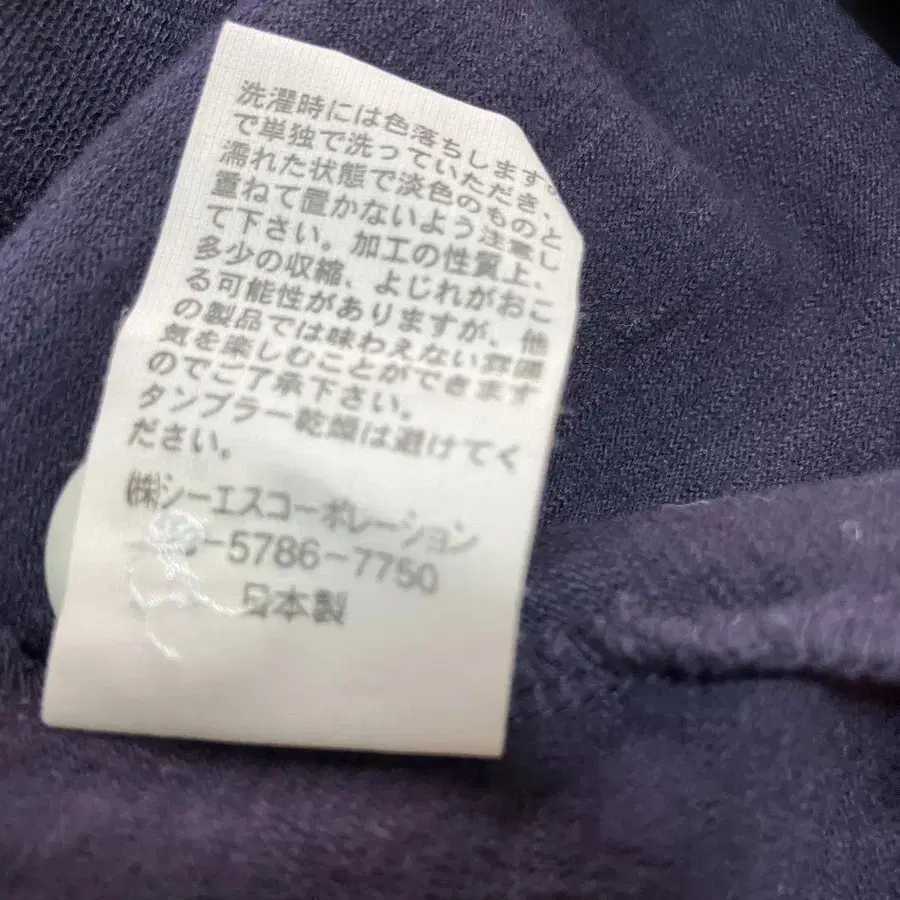 洗濯時には色落ちします。
で単独で洗っていただき、
濡れた状態で淡色のものと
重ねて置かないよう注意し
て下さい。加工の性質上、
多少の収縮、よじれがおこ
る可能性がありますが、他
の製品では味わえない
気を楽しむことができます
のでご了承下さい。
タンブラー乾燥は避けてく
ださい。
㈱シーエスコーポレーション
-5786-7750
日本製